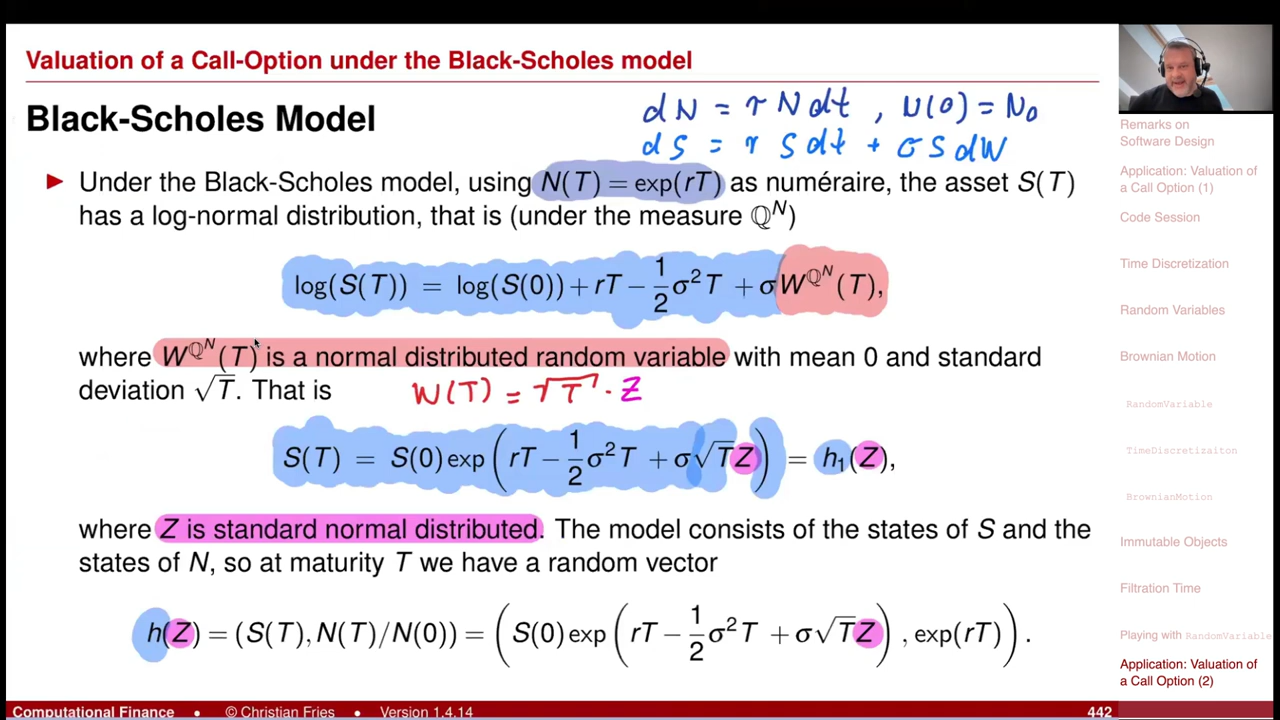 Valuation of a Call-Option under the Black-Scholes model
Black-Scholes Model
dN = r N dt , N(0) = N₀
dS = r S dt + σ S dW
▶ Under the Black-Scholes model, using N(T) = exp(rT) as numéraire, the asset S(T)
has a log-normal distribution, that is (under the measure ℚᴺ)
log(S(T)) = log(S(0)) + rT − 1/2 σ²T + σW^{ℚ^N}(T),
where W^{ℚ^N}(T) is a normal distributed random variable with mean 0 and standard
deviation √T. That is
W(T) = √T · Z
S(T) = S(0) exp( rT − 1/2 σ²T + σ√T Z ) = h₁(Z),
where Z is standard normal distributed. The model consists of the states of S and the
states of N, so at maturity T we have a random vector
h(Z) = (S(T), N(T)/N(0)) = ( S(0) exp( rT − 1/2 σ²T + σ√T Z ) , exp(rT) ) .
Remarks on
Software Design
Application: Valuation of
a Call Option (1)
Code Session
Time Discretization
Random Variables
Brownian Motion
RandomVariable
TimeDiscretizaiton
BrownianMotion
Immutable Objects
Filtration Time
Playing with RandomVariable
Application: Valuation of
a Call Option (2)
Computational Finance • © Christian Fries • Version 1.4.14 442